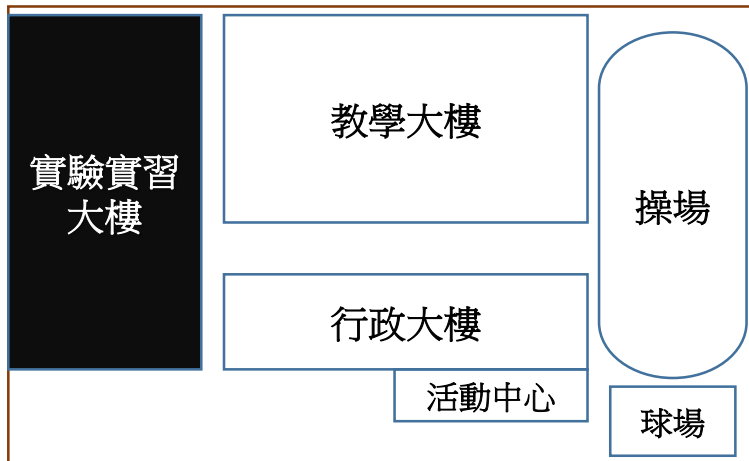 實驗實習
大樓
教學大樓
操場
行政大樓
活動中心
球場